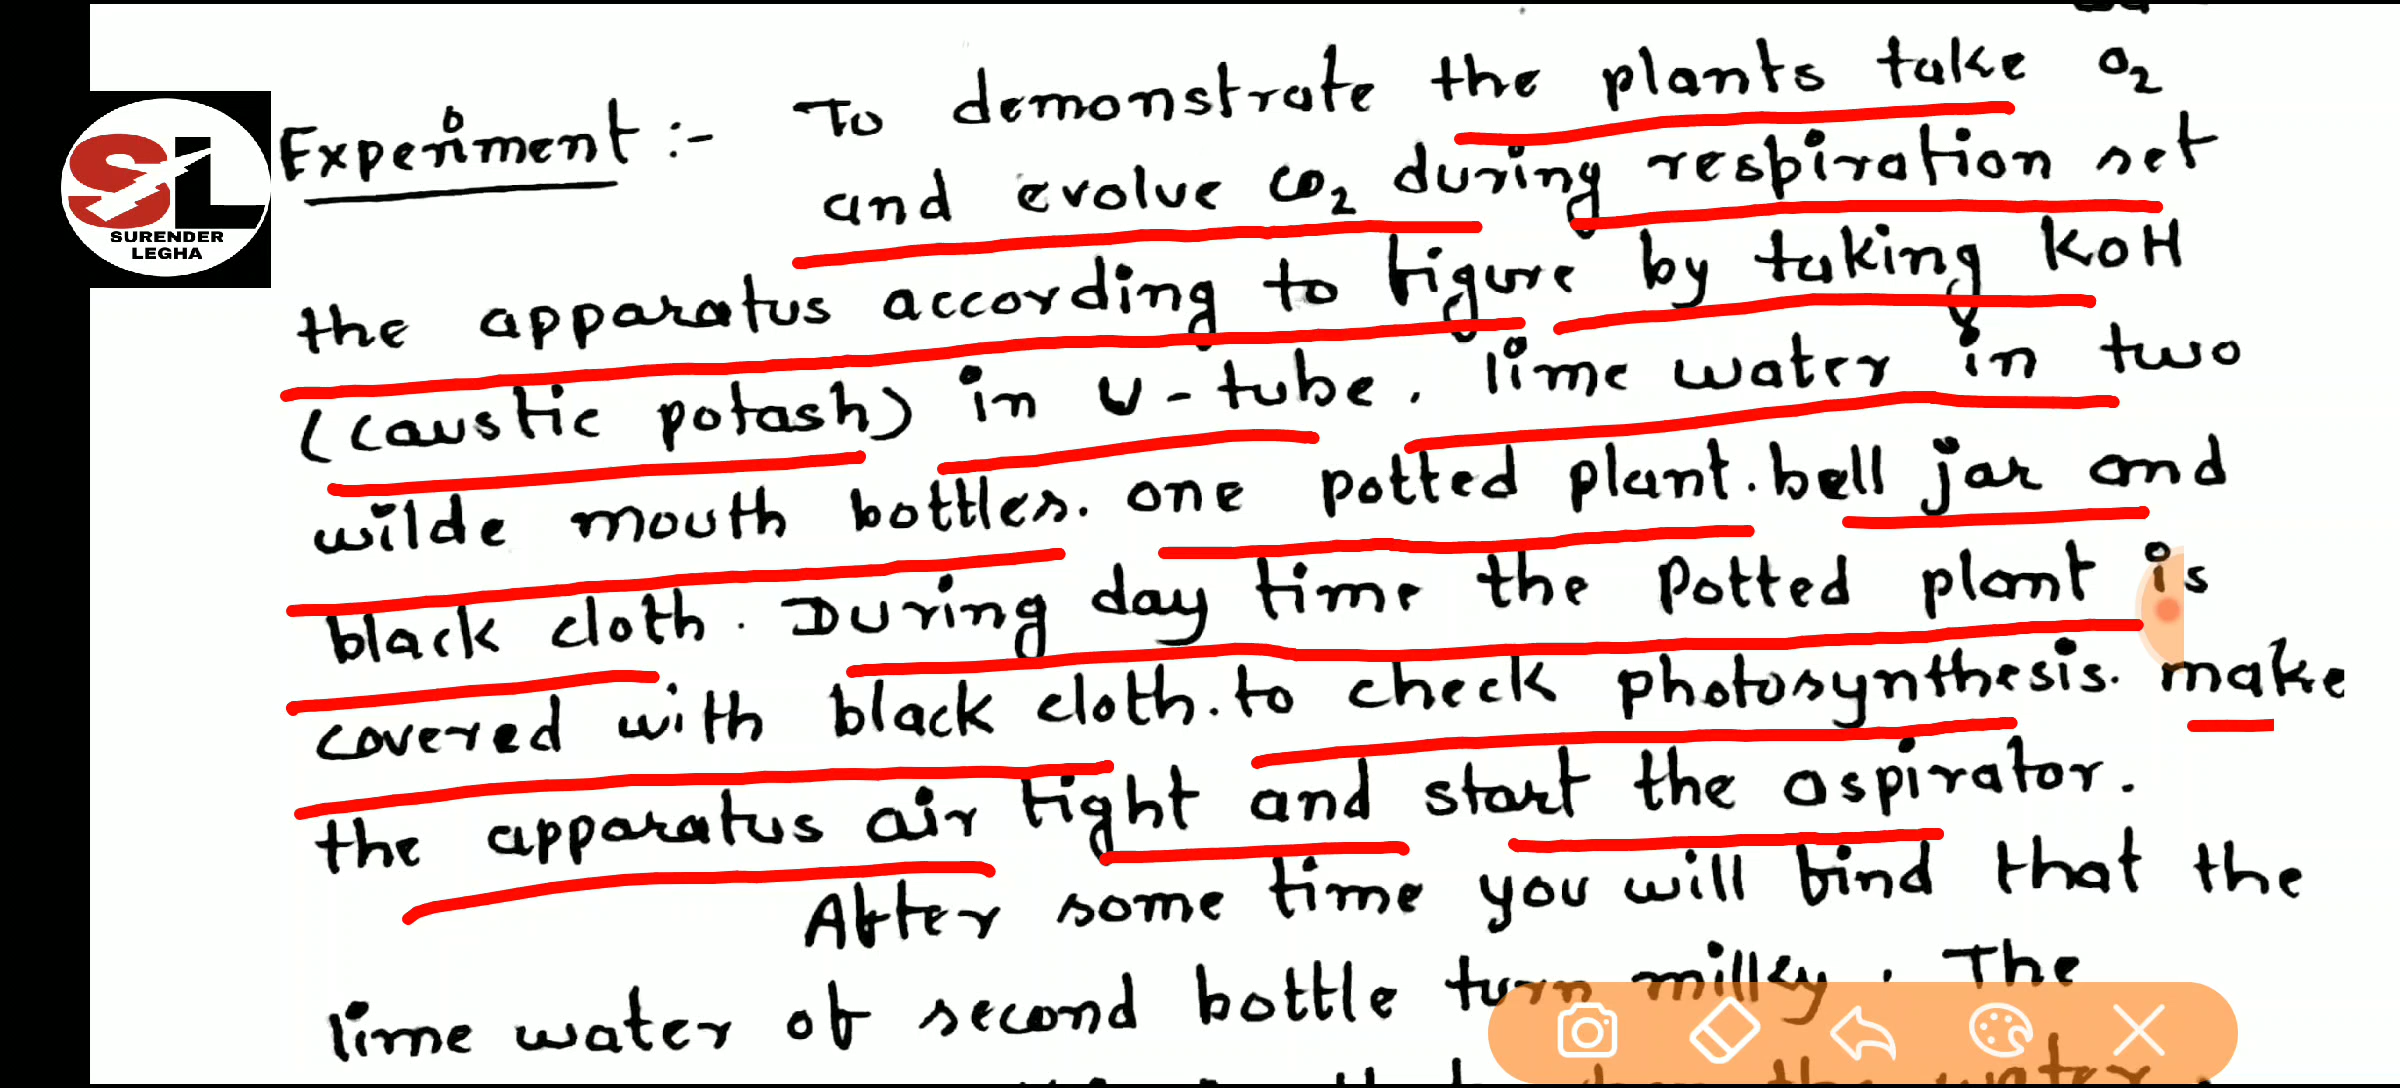 Experiment :- To demonstrate the plants take O2
and evolve CO2 during respiration set
the apparatus according to figure by taking KOH
(caustic potash) in U-tube. lime water in two
wilde mouth bottles. one potted plant. bell jar and
black cloth. During day time the Potted plant is
covered with black cloth. to check photosynthesis. make
the apparatus air tight and start the aspirator.
After some time you will find that the
lime water of second bottle turn milky. The
SL
SURENDER
LEGHA